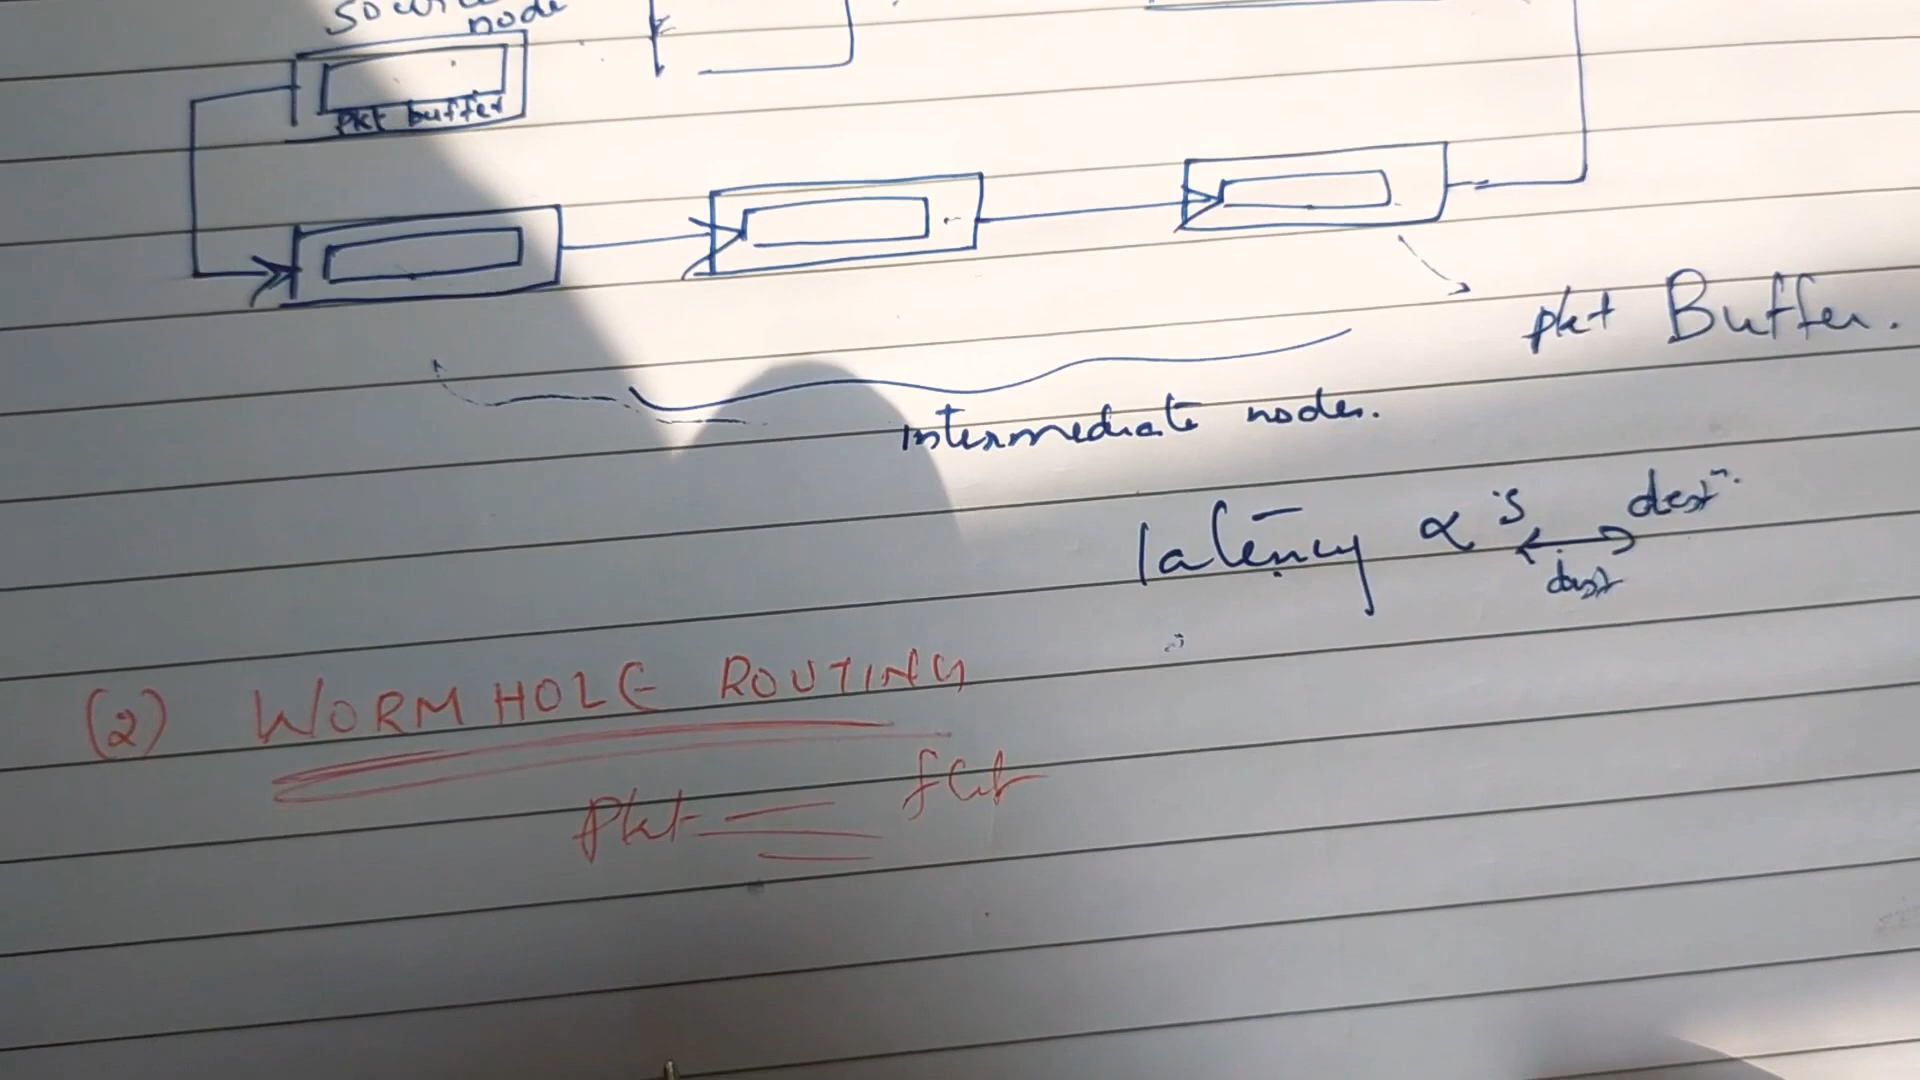 node
pkt buffer
pkt Buffer.
intermediate nodes.
latency ∝ S ↔ destn.
dist
(2) WORMHOLE ROUTING
Pkt
flit